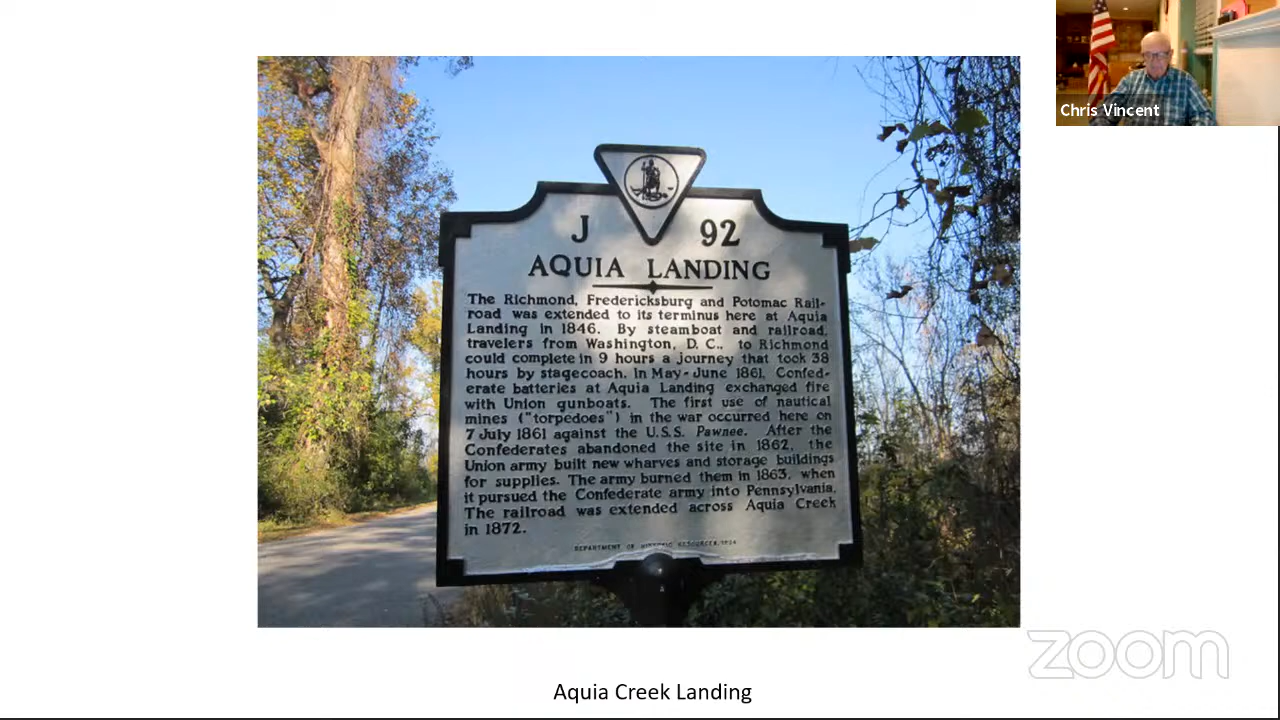 Chris Vincent
J 92
AQUIA LANDING
The Richmond, Fredericksburg and Potomac Rail-
road was extended to its terminus here at Aquia
Landing in 1846. By steamboat and railroad,
travelers from Washington, D. C., to Richmond
could complete in 9 hours a journey that took 38
hours by stagecoach. In May-June 1861, Confed-
erate batteries at Aquia Landing exchanged fire
with Union gunboats. The first use of nautical
mines ("torpedoes") in the war occurred here on
7 July 1861 against the U.S.S. Pawnee. After the
Confederates abandoned the site in 1862, the
Union army built new wharves and storage buildings
for supplies. The army burned them in 1863, when
it pursued the Confederate army into Pennsylvania.
The railroad was extended across Aquia Creek
in 1872.
DEPARTMENT OF HISTORIC RESOURCES,
zoom
Aquia Creek Landing